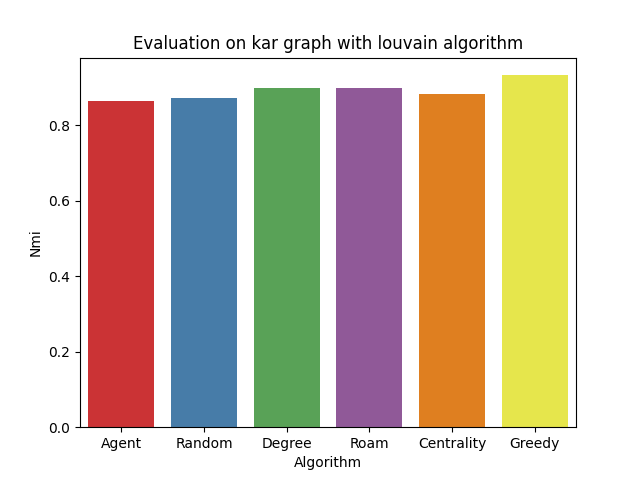 Evaluation on kar graph with louvain algorithm
0.8
0.6
0.4
0.2
0.0
Nmi
Agent Random Degree Roam Centrality Greedy
Algorithm